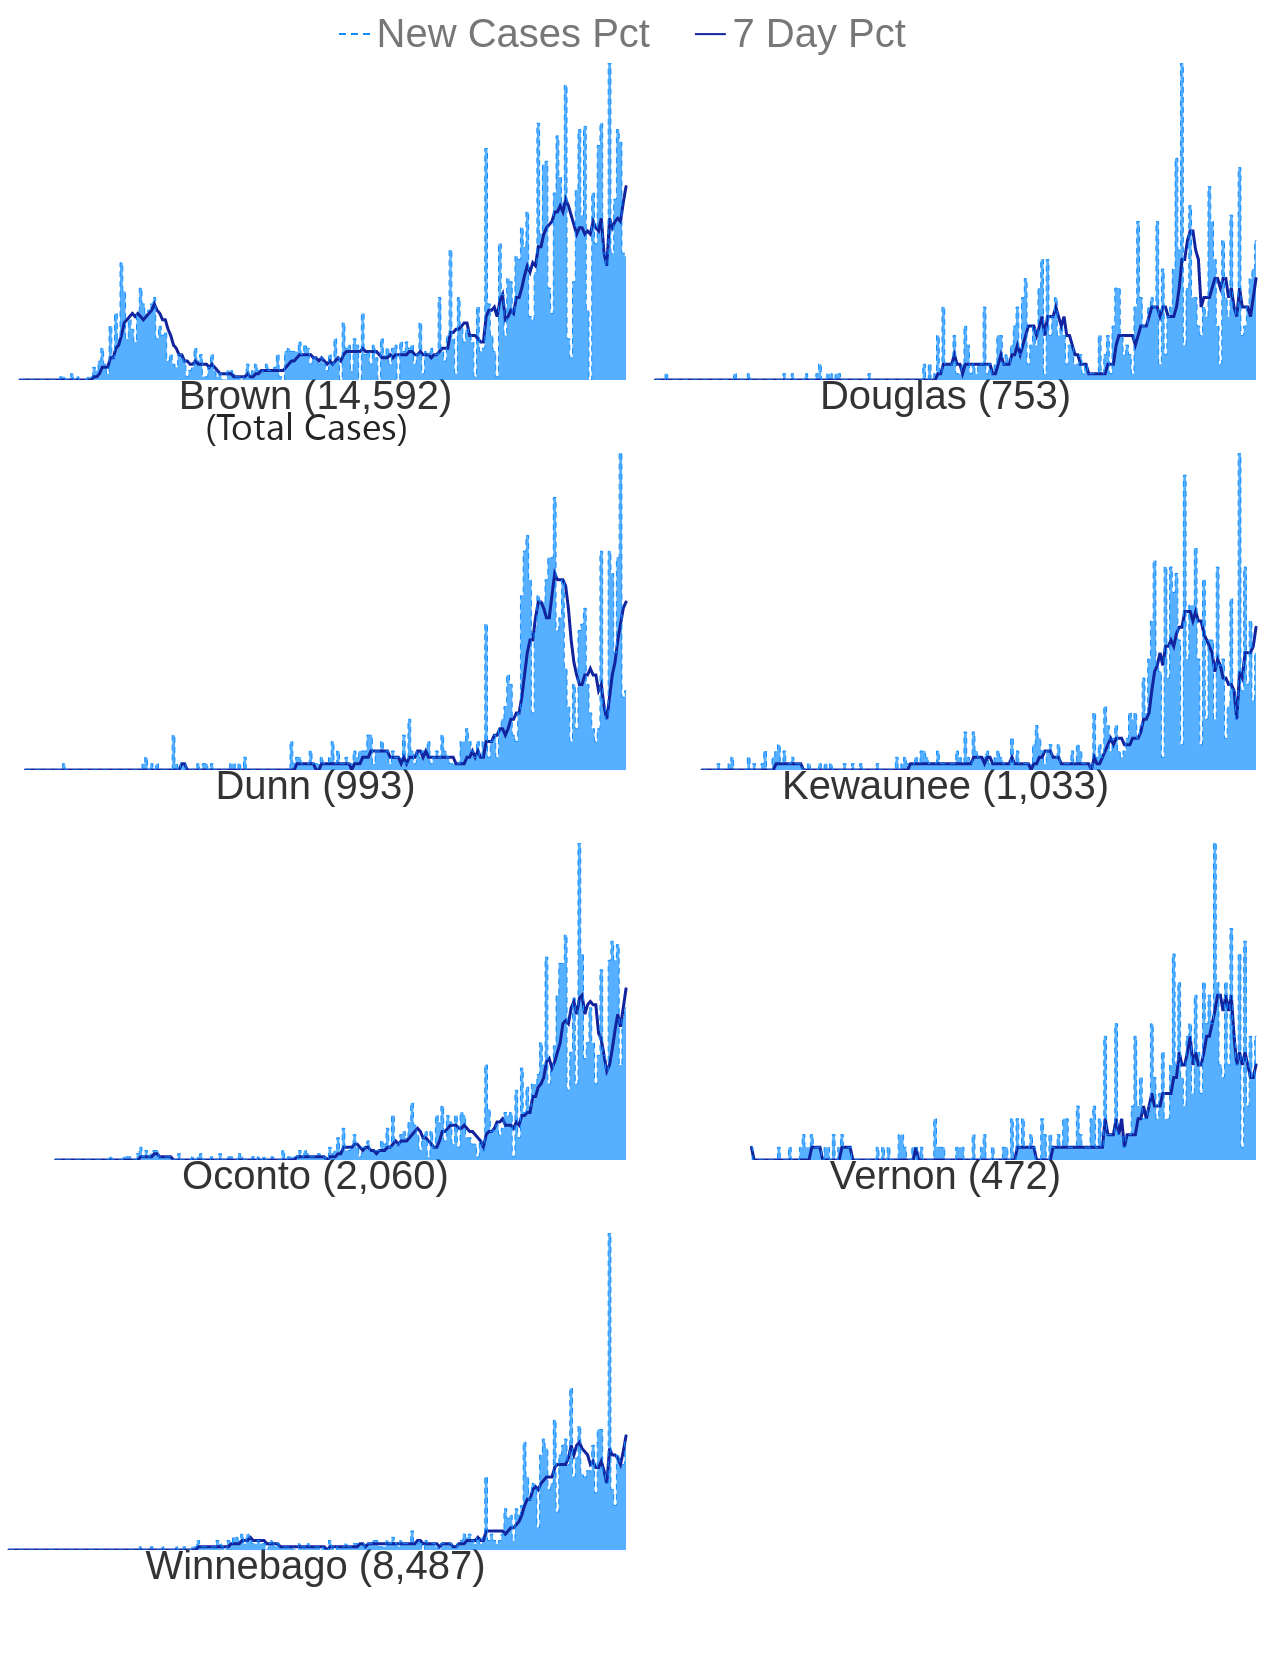 New Cases Pct 7 Day Pct
Brown (14,592)
(Total Cases)
Douglas (753)
Dunn (993)
Kewaunee (1,033)
Oconto (2,060)
Vernon (472)
Winnebago (8,487)